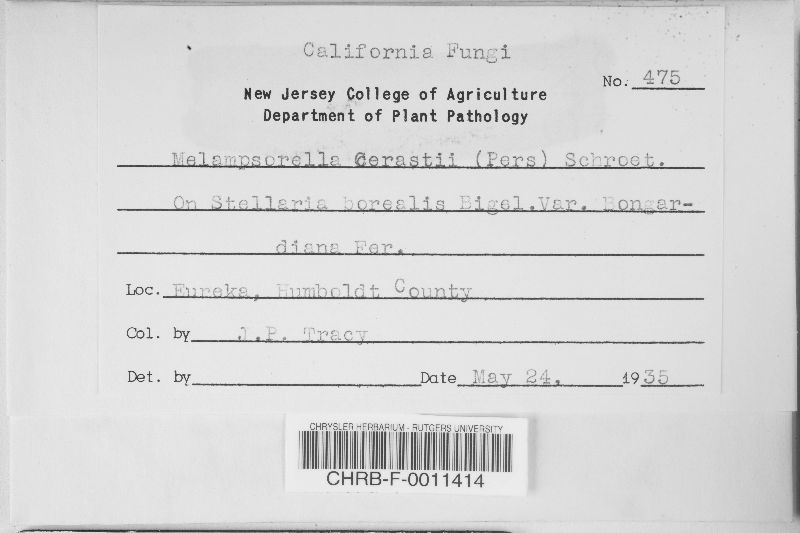 California Fungi
No. 475
New Jersey College of Agriculture
Department of Plant Pathology
Melampsorella Cerastii (Pers) Schroet.
On Stellaria borealis Bigel.Var. Bongar-
diana Fer.
Loc. Eureka, Humboldt County
Col. by J.P. Tracy
Det. by Date May 24, 1935
CHRYSLER HERBARIUM - RUTGERS UNIVERSITY
CHRB-F-0011414